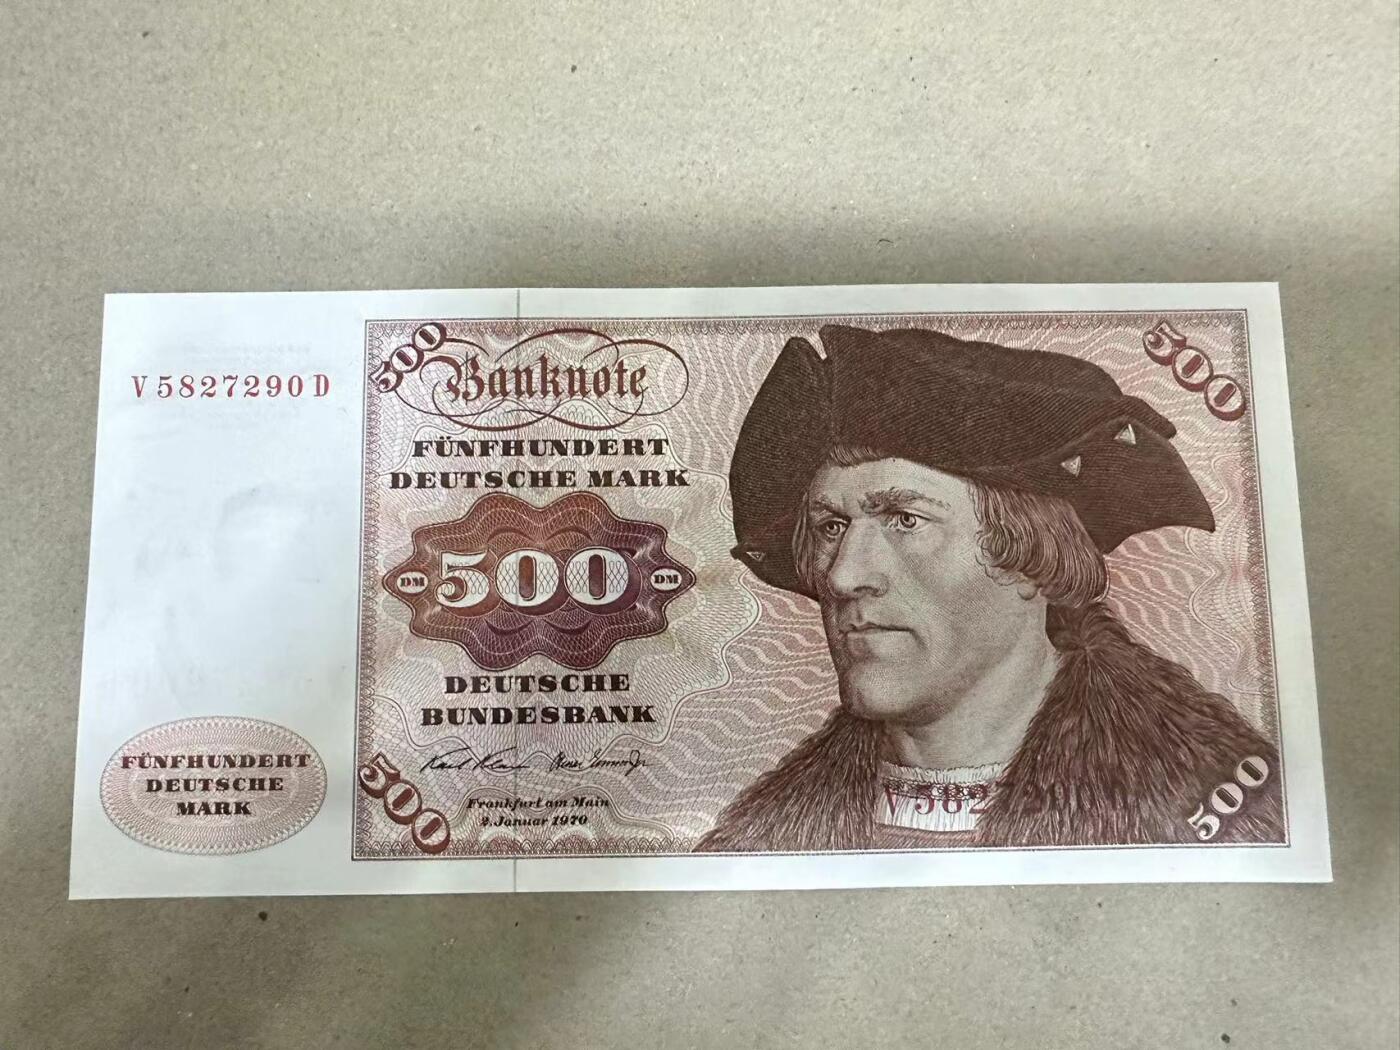 V5827290D
500
500
Banknote
FÜNFHUNDERT
DEUTSCHE MARK
DM 500 DM
DEUTSCHE
BUNDESBANK
FÜNFHUNDERT
DEUTSCHE
MARK
500
Frankfurt am Main
2. Januar 1970
500